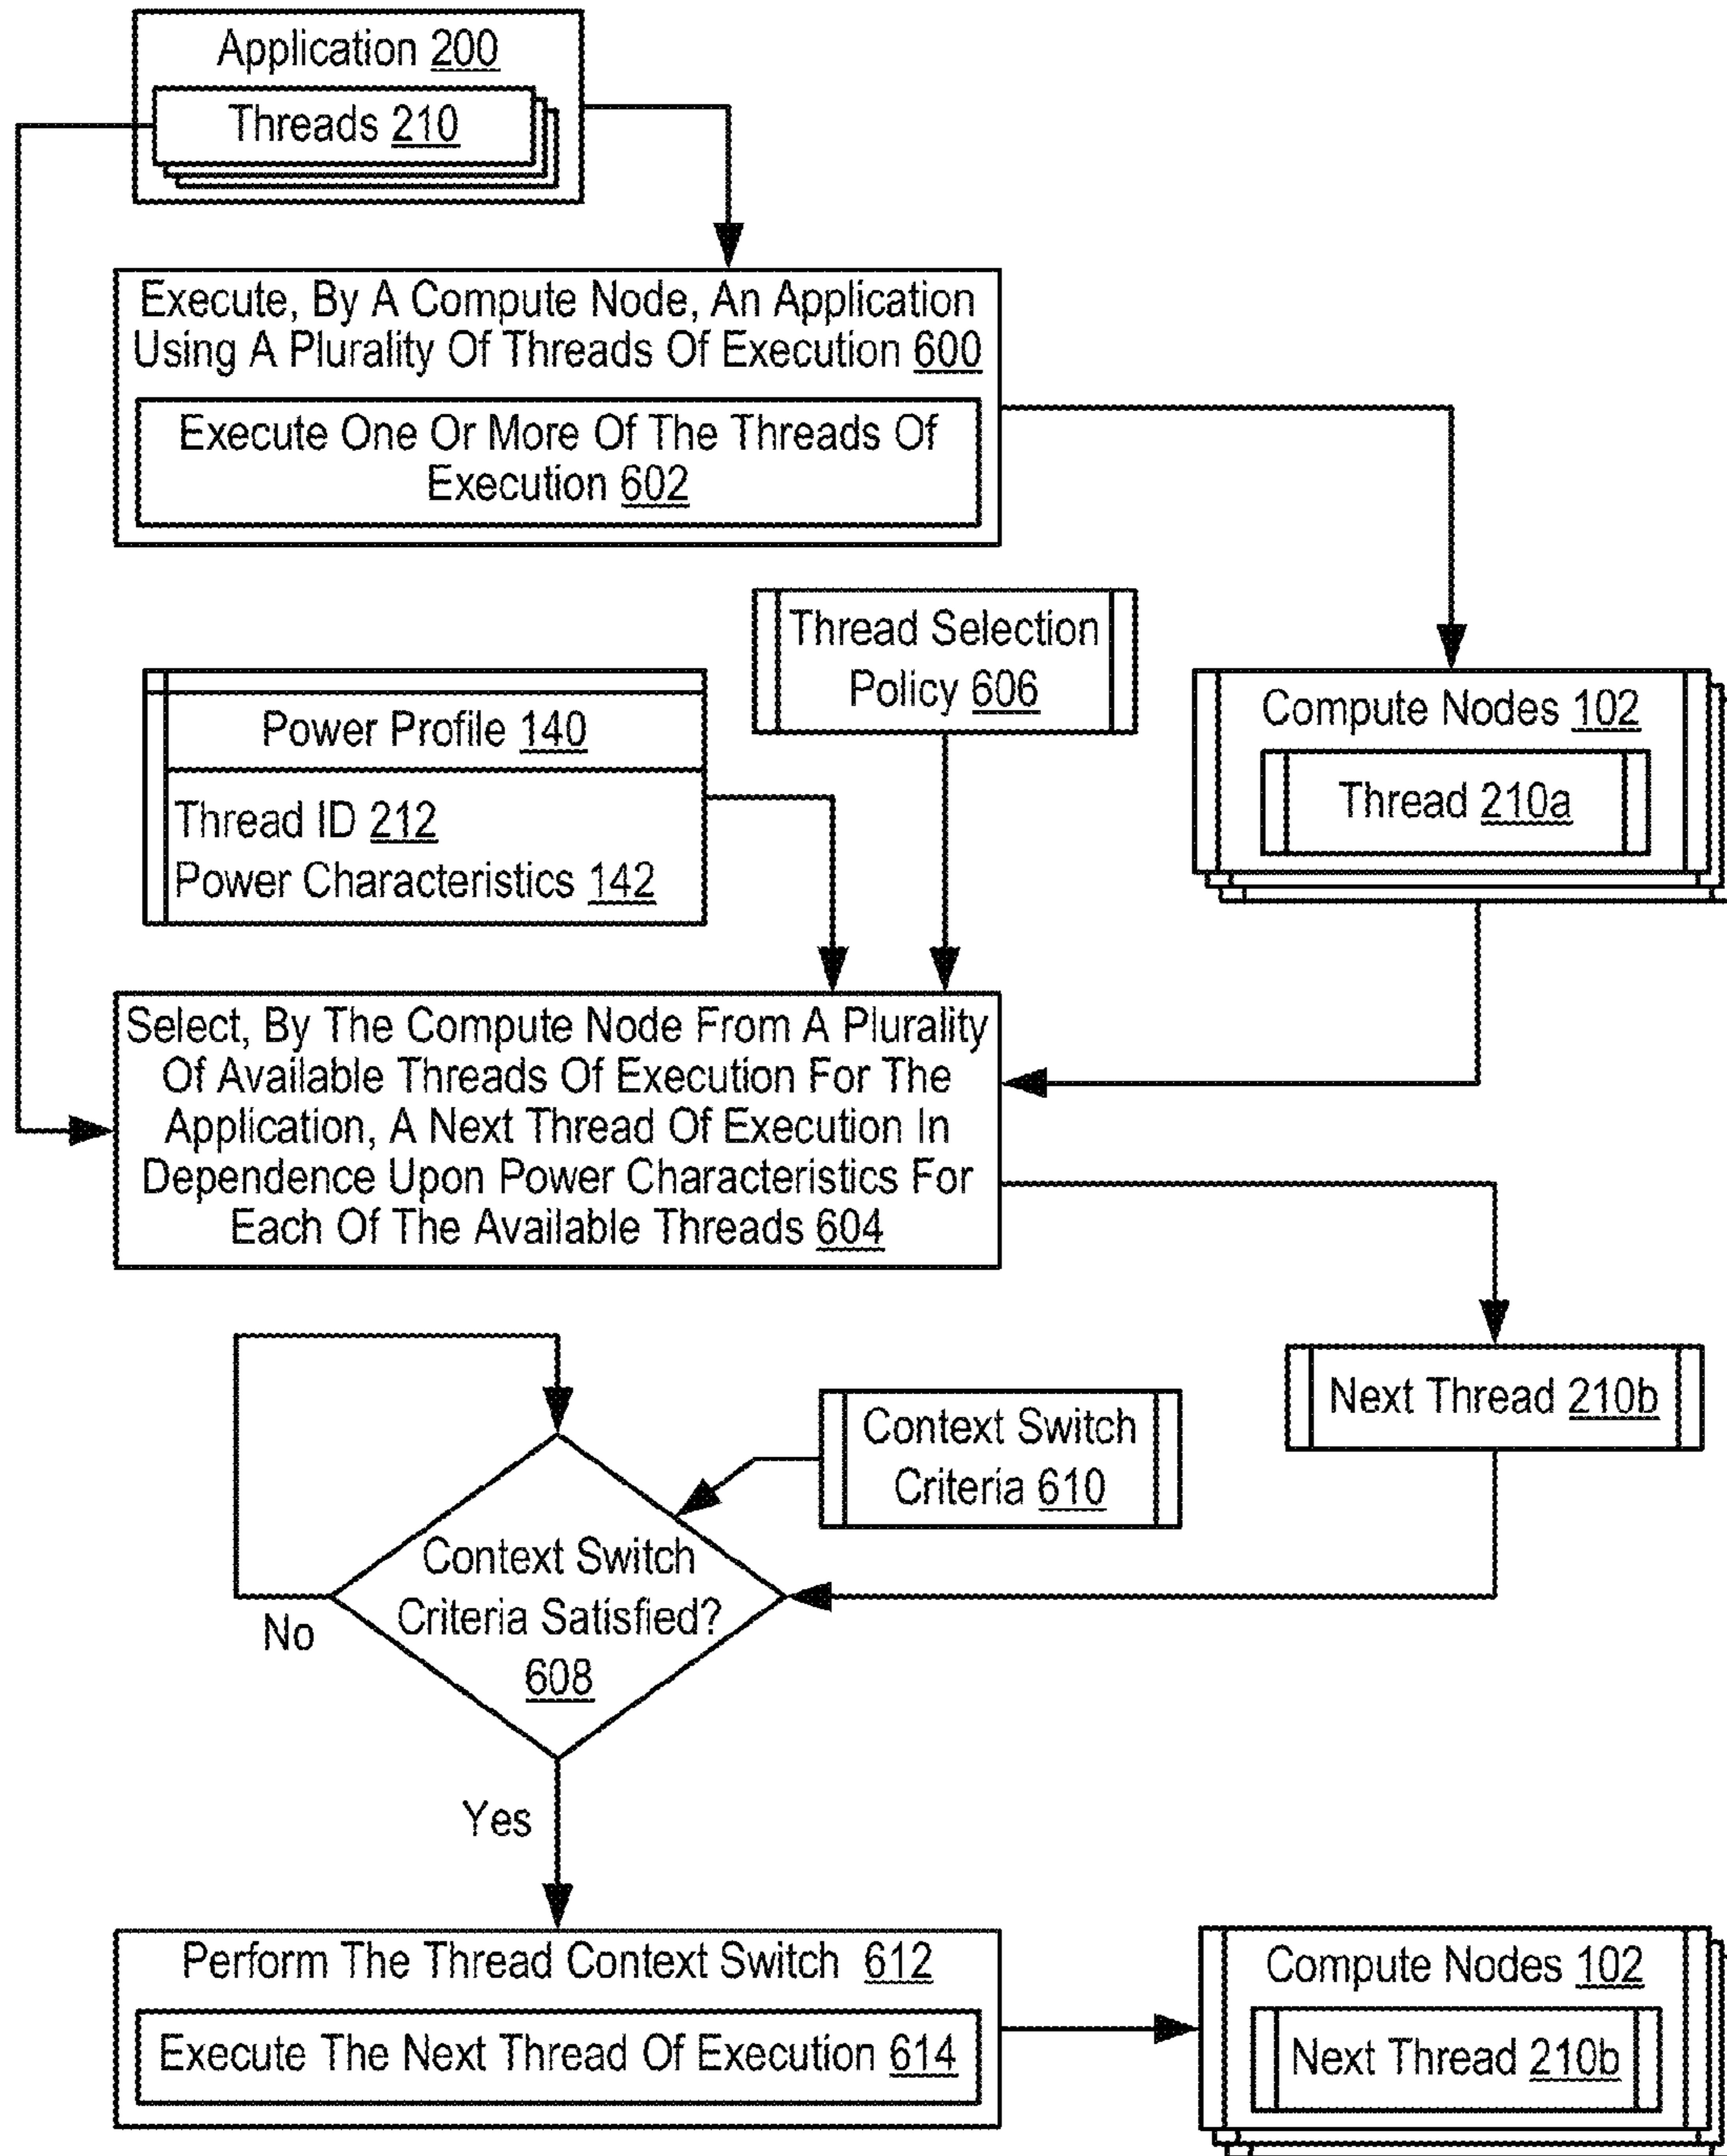 Application 200
Threads 210
Execute, By A Compute Node, An Application
Using A Plurality Of Threads Of Execution 600
Execute One Or More Of The Threads Of
Execution 602
Thread Selection
Policy 606
Power Profile 140
Thread ID 212
Power Characteristics 142
Compute Nodes 102
Thread 210a
Select, By The Compute Node From A Plurality
Of Available Threads Of Execution For The
Application, A Next Thread Of Execution In
Dependence Upon Power Characteristics For
Each Of The Available Threads 604
Next Thread 210b
Context Switch
Criteria 610
Context Switch
Criteria Satisfied?
608
No
Yes
Perform The Thread Context Switch 612
Execute The Next Thread Of Execution 614
Compute Nodes 102
Next Thread 210b